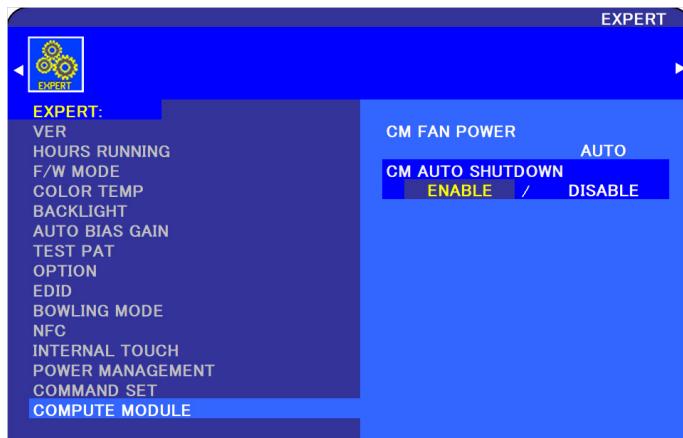 EXPERT
EXPERT
EXPERT:
VER
HOURS RUNNING
F/W MODE
COLOR TEMP
BACKLIGHT
AUTO BIAS GAIN
TEST PAT
OPTION
EDID
BOWLING MODE
NFC
INTERNAL TOUCH
POWER MANAGEMENT
COMMAND SET
COMPUTE MODULE
CM FAN POWER
AUTO
CM AUTO SHUTDOWN
ENABLE / DISABLE